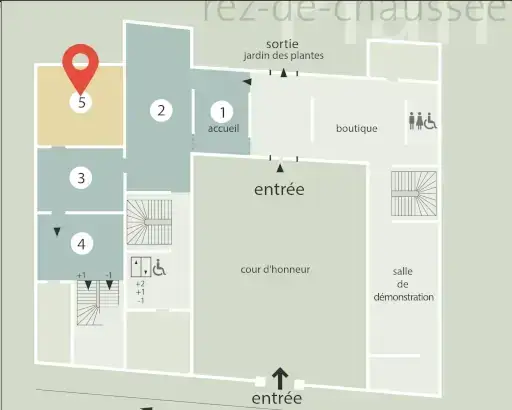 rez-de-chaussée
sortie
jardin des plantes
5
2
1
accueil
boutique
3
entrée
4
cour d'honneur
salle
de
démonstration
+1 -1
+2
+1
-1
entrée